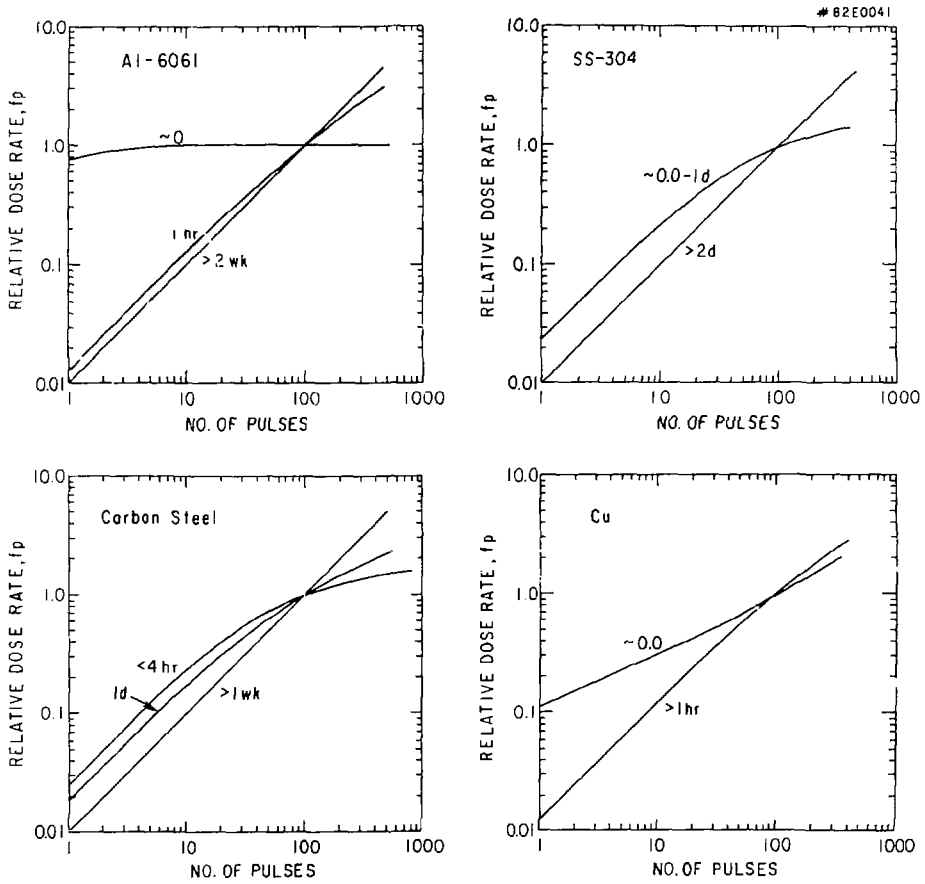 # 82E0041
Al-6061
RELATIVE DOSE RATE, fp
10.0
1.0
0.1
0.01
~0
1 hr
>2 wk
1
10
100
1000
NO. OF PULSES
SS-304
RELATIVE DOSE RATE, fp
10.0
1.0
0.1
0.01
~0.0-1d
>2d
1
10
100
1000
NO. OF PULSES
Carbon Steel
RELATIVE DOSE RATE, fp
10.0
1.0
0.1
0.01
<4 hr
1d
>1wk
1
10
100
1000
NO. OF PULSES
Cu
RELATIVE DOSE RATE, fp
10.0
1.0
0.1
0.01
~0.0
>1hr
1
10
100
1000
NO. OF PULSES